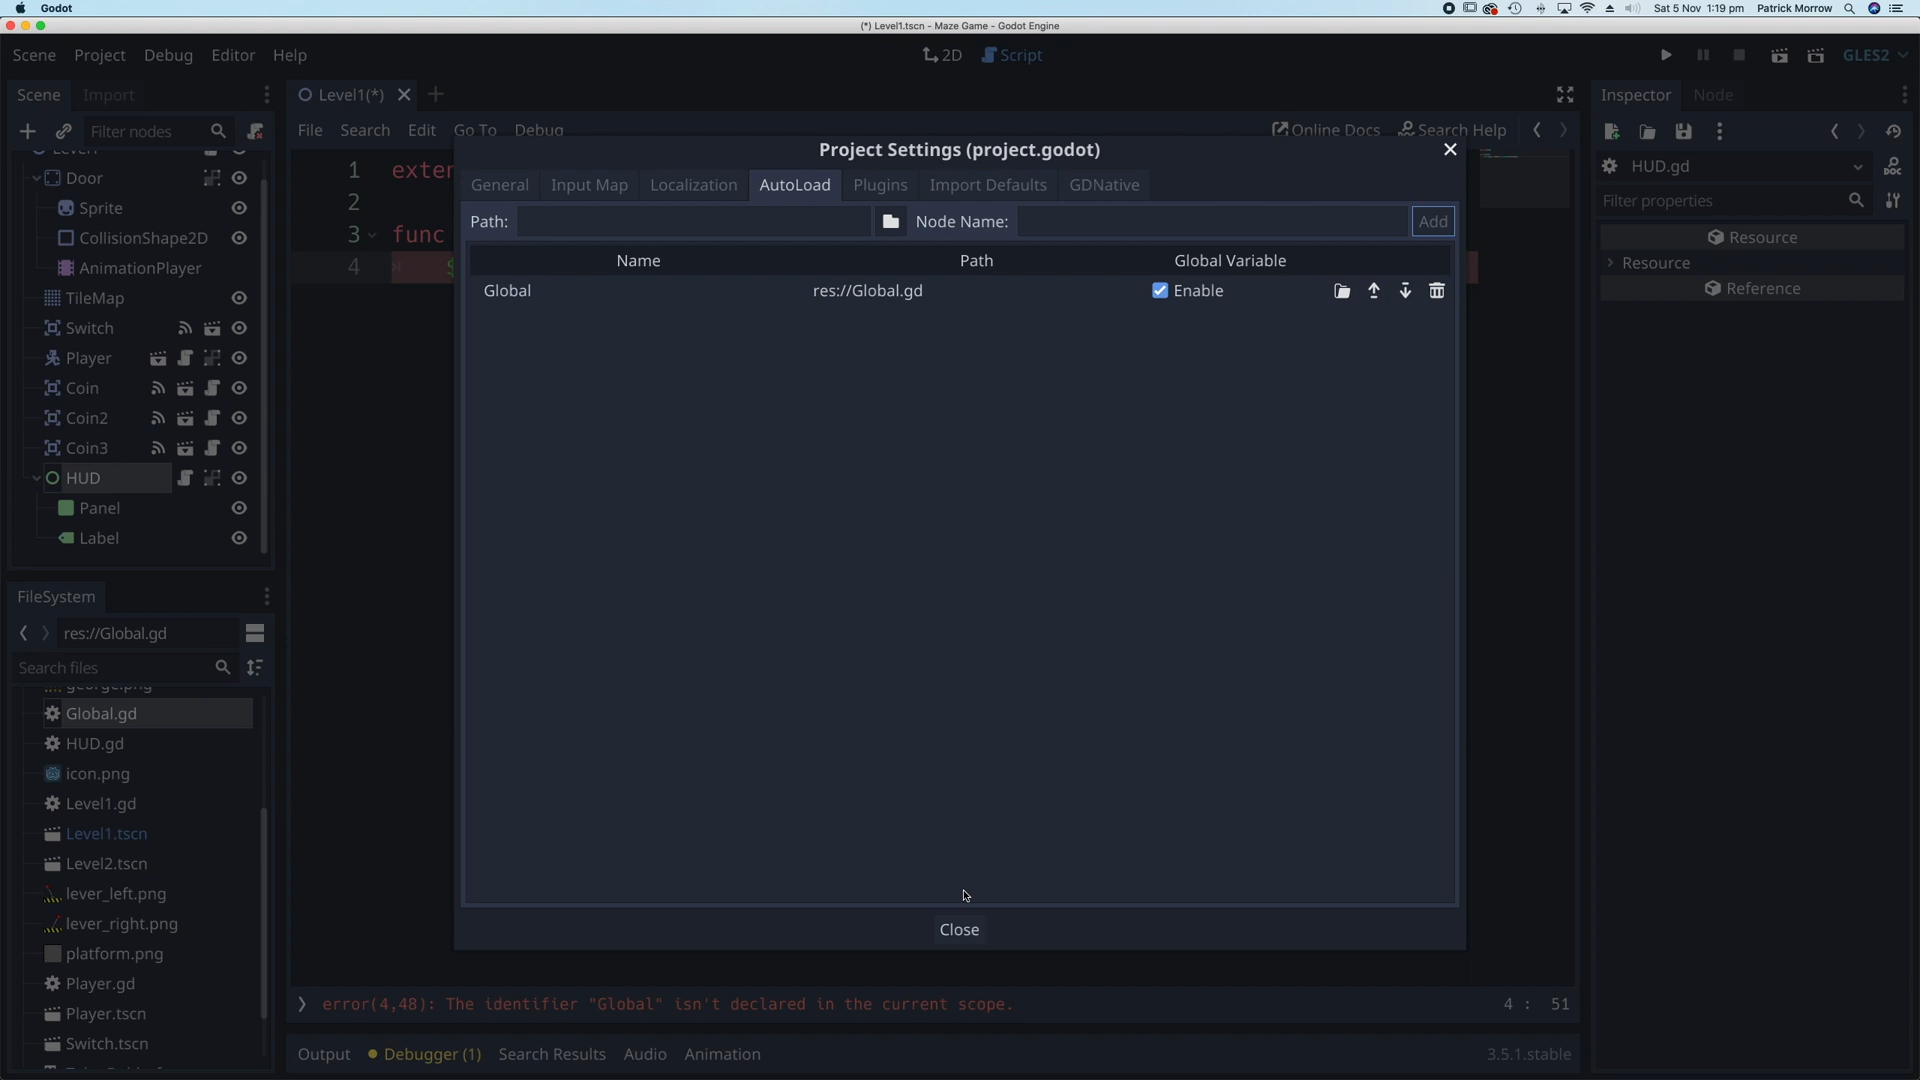 Godot
Sat 5 Nov 1:19 pm Patrick Morrow
(*) Level1.tscn - Maze Game - Godot Engine
Scene Project Debug Editor Help
2D Script
GLES2
Scene Import
Level1(*)
Inspector Node
Filter nodes
File Search Edit Go To Debug
Online Docs Search Help
HUD.gd
Filter properties
Resource
Resource
Reference
Door
Sprite
CollisionShape2D
AnimationPlayer
TileMap
Switch
Player
Coin
Coin2
Coin3
HUD
Panel
Label
1 exter
2
3 func
4 $
Project Settings (project.godot)
General Input Map Localization AutoLoad Plugins Import Defaults GDNative
Path: Node Name: Add
Name Path Global Variable
Global res://Global.gd Enable
Close
FileSystem
res://Global.gd
Search files
george.png
Global.gd
HUD.gd
icon.png
Level1.gd
Level1.tscn
Level2.tscn
lever_left.png
lever_right.png
platform.png
Player.gd
Player.tscn
Switch.tscn
error(4,48): The identifier "Global" isn't declared in the current scope.
4 : 51
Output Debugger (1) Search Results Audio Animation
3.5.1.stable